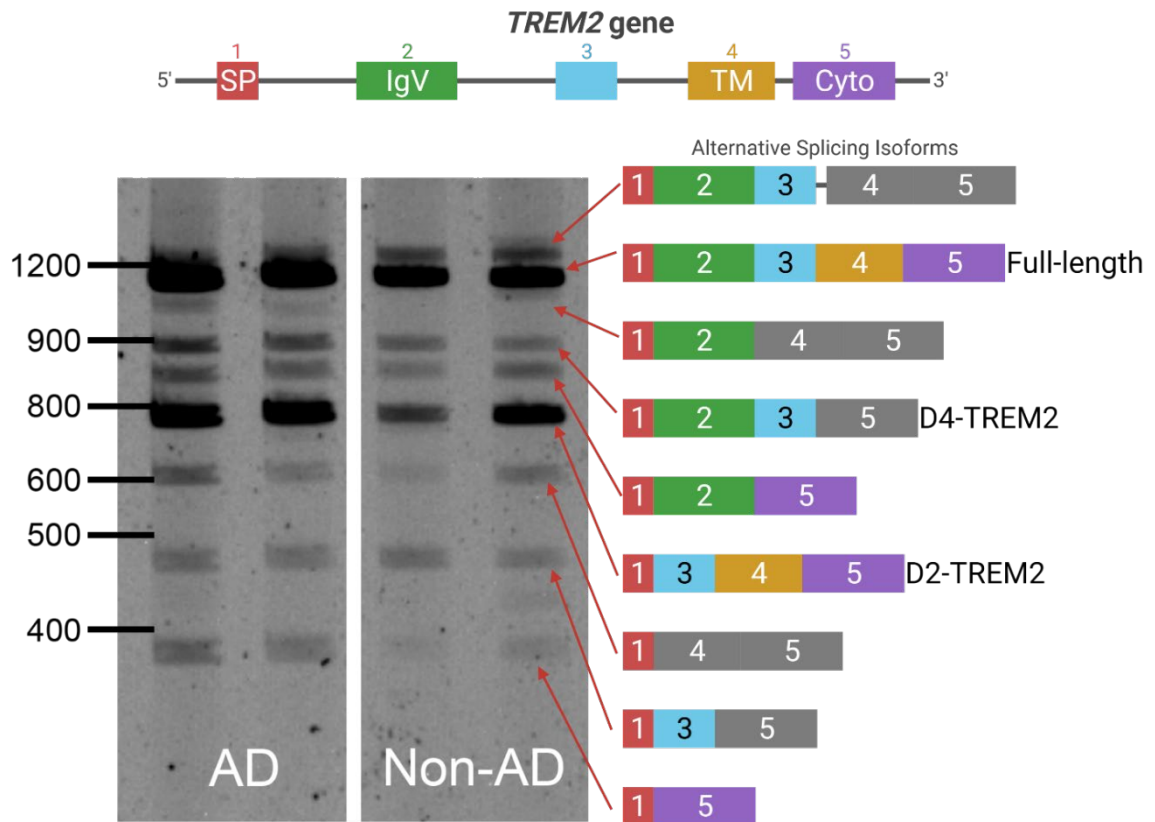 TREM2 gene
1 2 3 4 5
5' SP IgV TM Cyto 3'
Alternative Splicing Isoforms
1 2 3 4 5
1200
1 2 3 4 5 Full-length
1 2 4 5
900
800
1 2 3 5 D4-TREM2
600
1 2 5
500
1 3 4 5 D2-TREM2
400
1 4 5
1 3 5
AD Non-AD
1 5